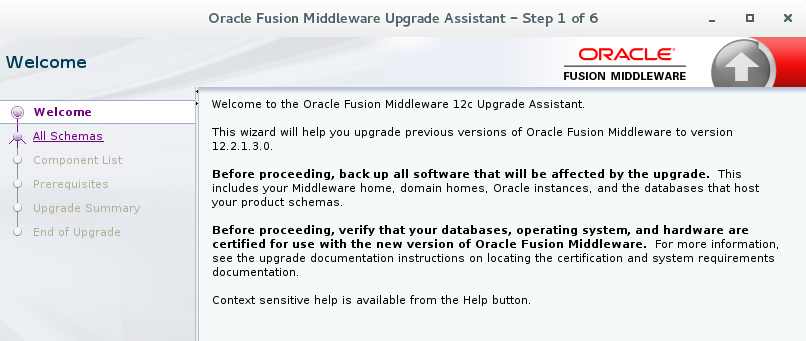 Oracle Fusion Middleware Upgrade Assistant – Step 1 of 6
Welcome
ORACLE
FUSION MIDDLEWARE
Welcome
All Schemas
Component List
Prerequisites
Upgrade Summary
End of Upgrade
Welcome to the Oracle Fusion Middleware 12c Upgrade Assistant.
This wizard will help you upgrade previous versions of Oracle Fusion Middleware to version
12.2.1.3.0.
Before proceeding, back up all software that will be affected by the upgrade. This
includes your Middleware home, domain homes, Oracle instances, and the databases that host
your product schemas.
Before proceeding, verify that your databases, operating system, and hardware are
certified for use with the new version of Oracle Fusion Middleware. For more information,
see the upgrade documentation instructions on locating the certification and system requirements
documentation.
Context sensitive help is available from the Help button.